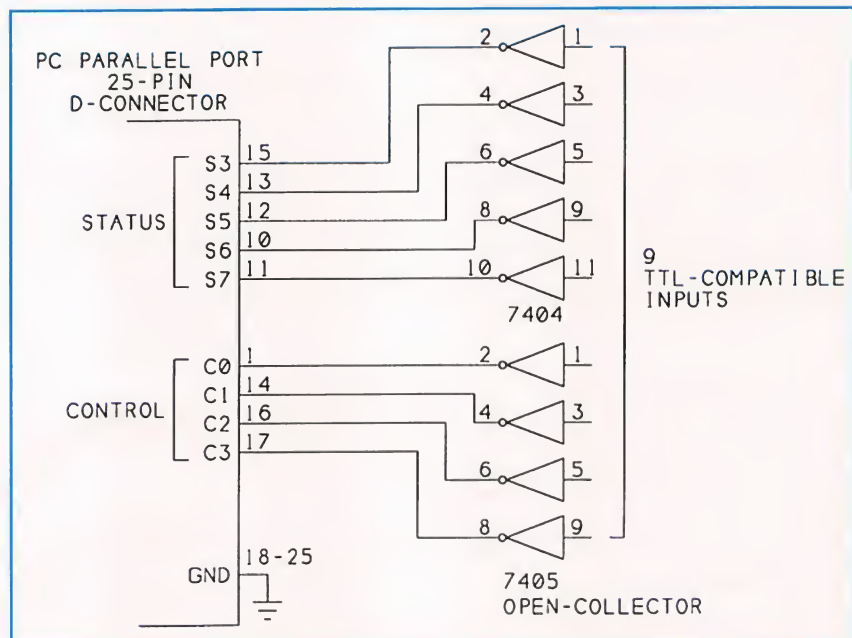 PC PARALLEL PORT
25-PIN
D-CONNECTOR
STATUS
S3 15
S4 13
S5 12
S6 10
S7 11
2 1
4 3
6 5
8 9
10 11
7404
9
TTL-COMPATIBLE
INPUTS
CONTROL
C0 1
C1 14
C2 16
C3 17
2 1
4 3
6 5
8 9
7405
OPEN-COLLECTOR
GND 18-25